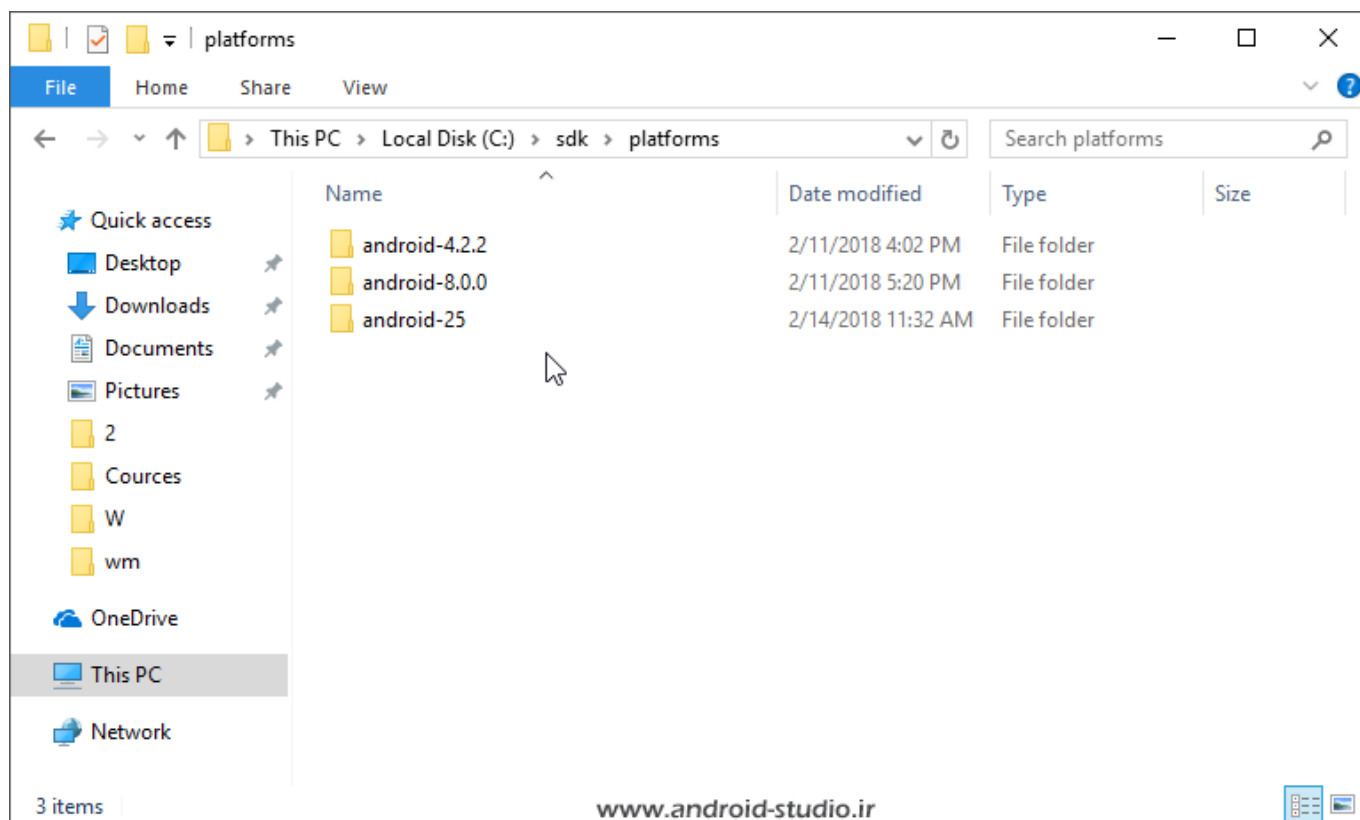 platforms
File Home Share View
This PC Local Disk (C:) sdk platforms
Search platforms
Name Date modified Type Size
Quick access
Desktop
Downloads
Documents
Pictures
2
Cources
W
wm
OneDrive
This PC
Network
android-4.2.2 2/11/2018 4:02 PM File folder
android-8.0.0 2/11/2018 5:20 PM File folder
android-25 2/14/2018 11:32 AM File folder
3 items
www.android-studio.ir